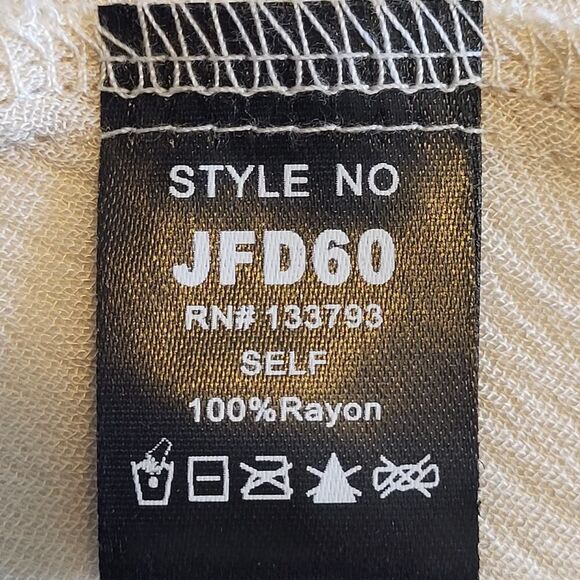 STYLE NO
JFD60
RN# 133793
SELF
100%Rayon